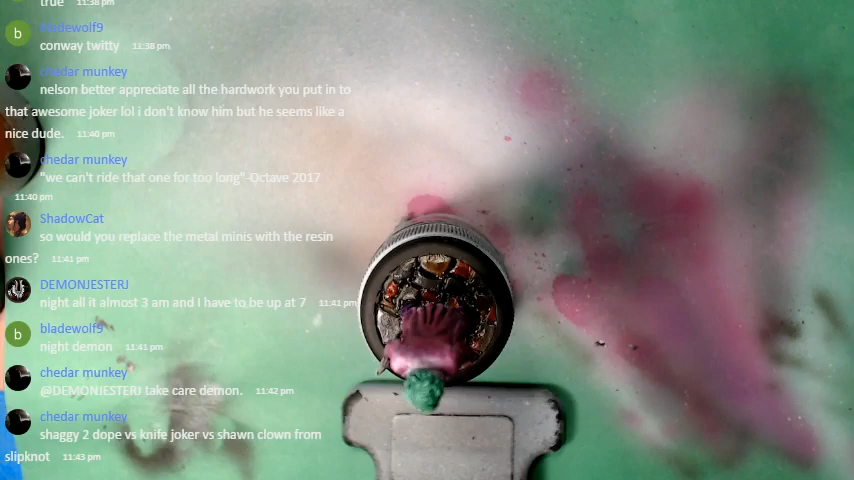 true 11:38 pm
b
bladewolf9
conway twitty 11:38 pm
chedar munkey
nelson better appreciate all the hardwork you put in to
that awesome joker lol i don't know him but he seems like a
nice dude. 11:40 pm
chedar munkey
"we can't ride that one for too long"-Octave 2017
11:40 pm
ShadowCat
so would you replace the metal minis with the resin
ones? 11:41 pm
DEMONJESTERJ
night all it almost 3 am and I have to be up at 7 11:41 pm
b
bladewolf9
night demon 11:41 pm
chedar munkey
@DEMONJESTERJ take care demon. 11:42 pm
chedar munkey
shaggy 2 dope vs knife joker vs shawn clown from
slipknot 11:43 pm